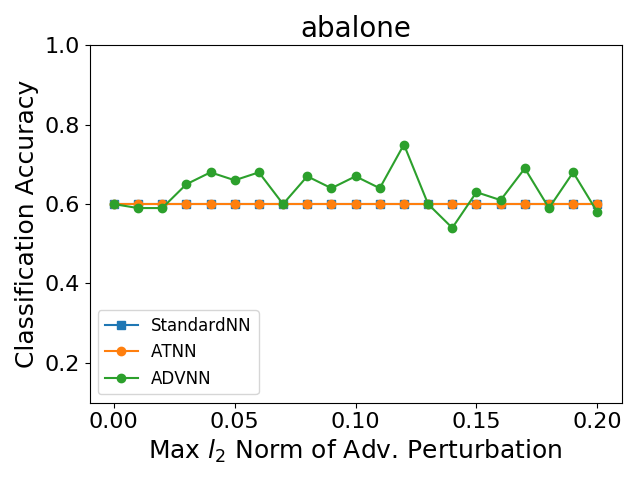 abalone
Classification Accuracy
1.0
0.8
0.6
0.4
0.2
StandardNN
ATNN
ADVNN
0.00 0.05 0.10 0.15 0.20
Max l₂ Norm of Adv. Perturbation